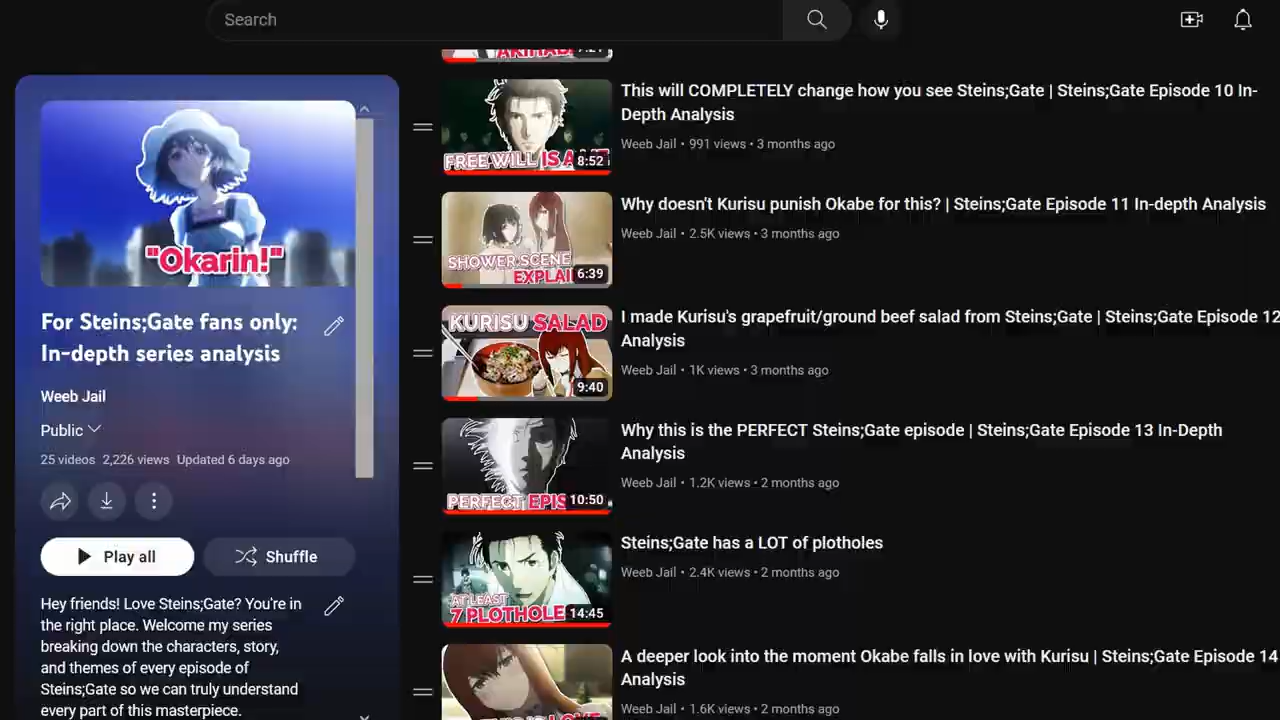 Search
"Okarin!"
For Steins;Gate fans only:
In-depth series analysis
Weeb Jail
Public
25 videos 2,226 views Updated 6 days ago
Play all
Shuffle
Hey friends! Love Steins;Gate? You're in
the right place. Welcome my series
breaking down the characters, story,
and themes of every episode of
Steins;Gate so we can truly understand
every part of this masterpiece.
FREE WILL IS A
8:52
This will COMPLETELY change how you see Steins;Gate | Steins;Gate Episode 10 In-
Depth Analysis
Weeb Jail • 991 views • 3 months ago
SHOWER SCENE
EXPLAI
6:39
Why doesn't Kurisu punish Okabe for this? | Steins;Gate Episode 11 In-depth Analysis
Weeb Jail • 2.5K views • 3 months ago
KURISU SALAD
9:40
I made Kurisu's grapefruit/ground beef salad from Steins;Gate | Steins;Gate Episode 12
Analysis
Weeb Jail • 1K views • 3 months ago
PERFECT EPIS
10:50
Why this is the PERFECT Steins;Gate episode | Steins;Gate Episode 13 In-Depth
Analysis
Weeb Jail • 1.2K views • 2 months ago
AT LEAST
7 PLOTHOLE
14:45
Steins;Gate has a LOT of plotholes
Weeb Jail • 2.4K views • 2 months ago
A deeper look into the moment Okabe falls in love with Kurisu | Steins;Gate Episode 14
Analysis
Weeb Jail • 1.6K views • 2 months ago